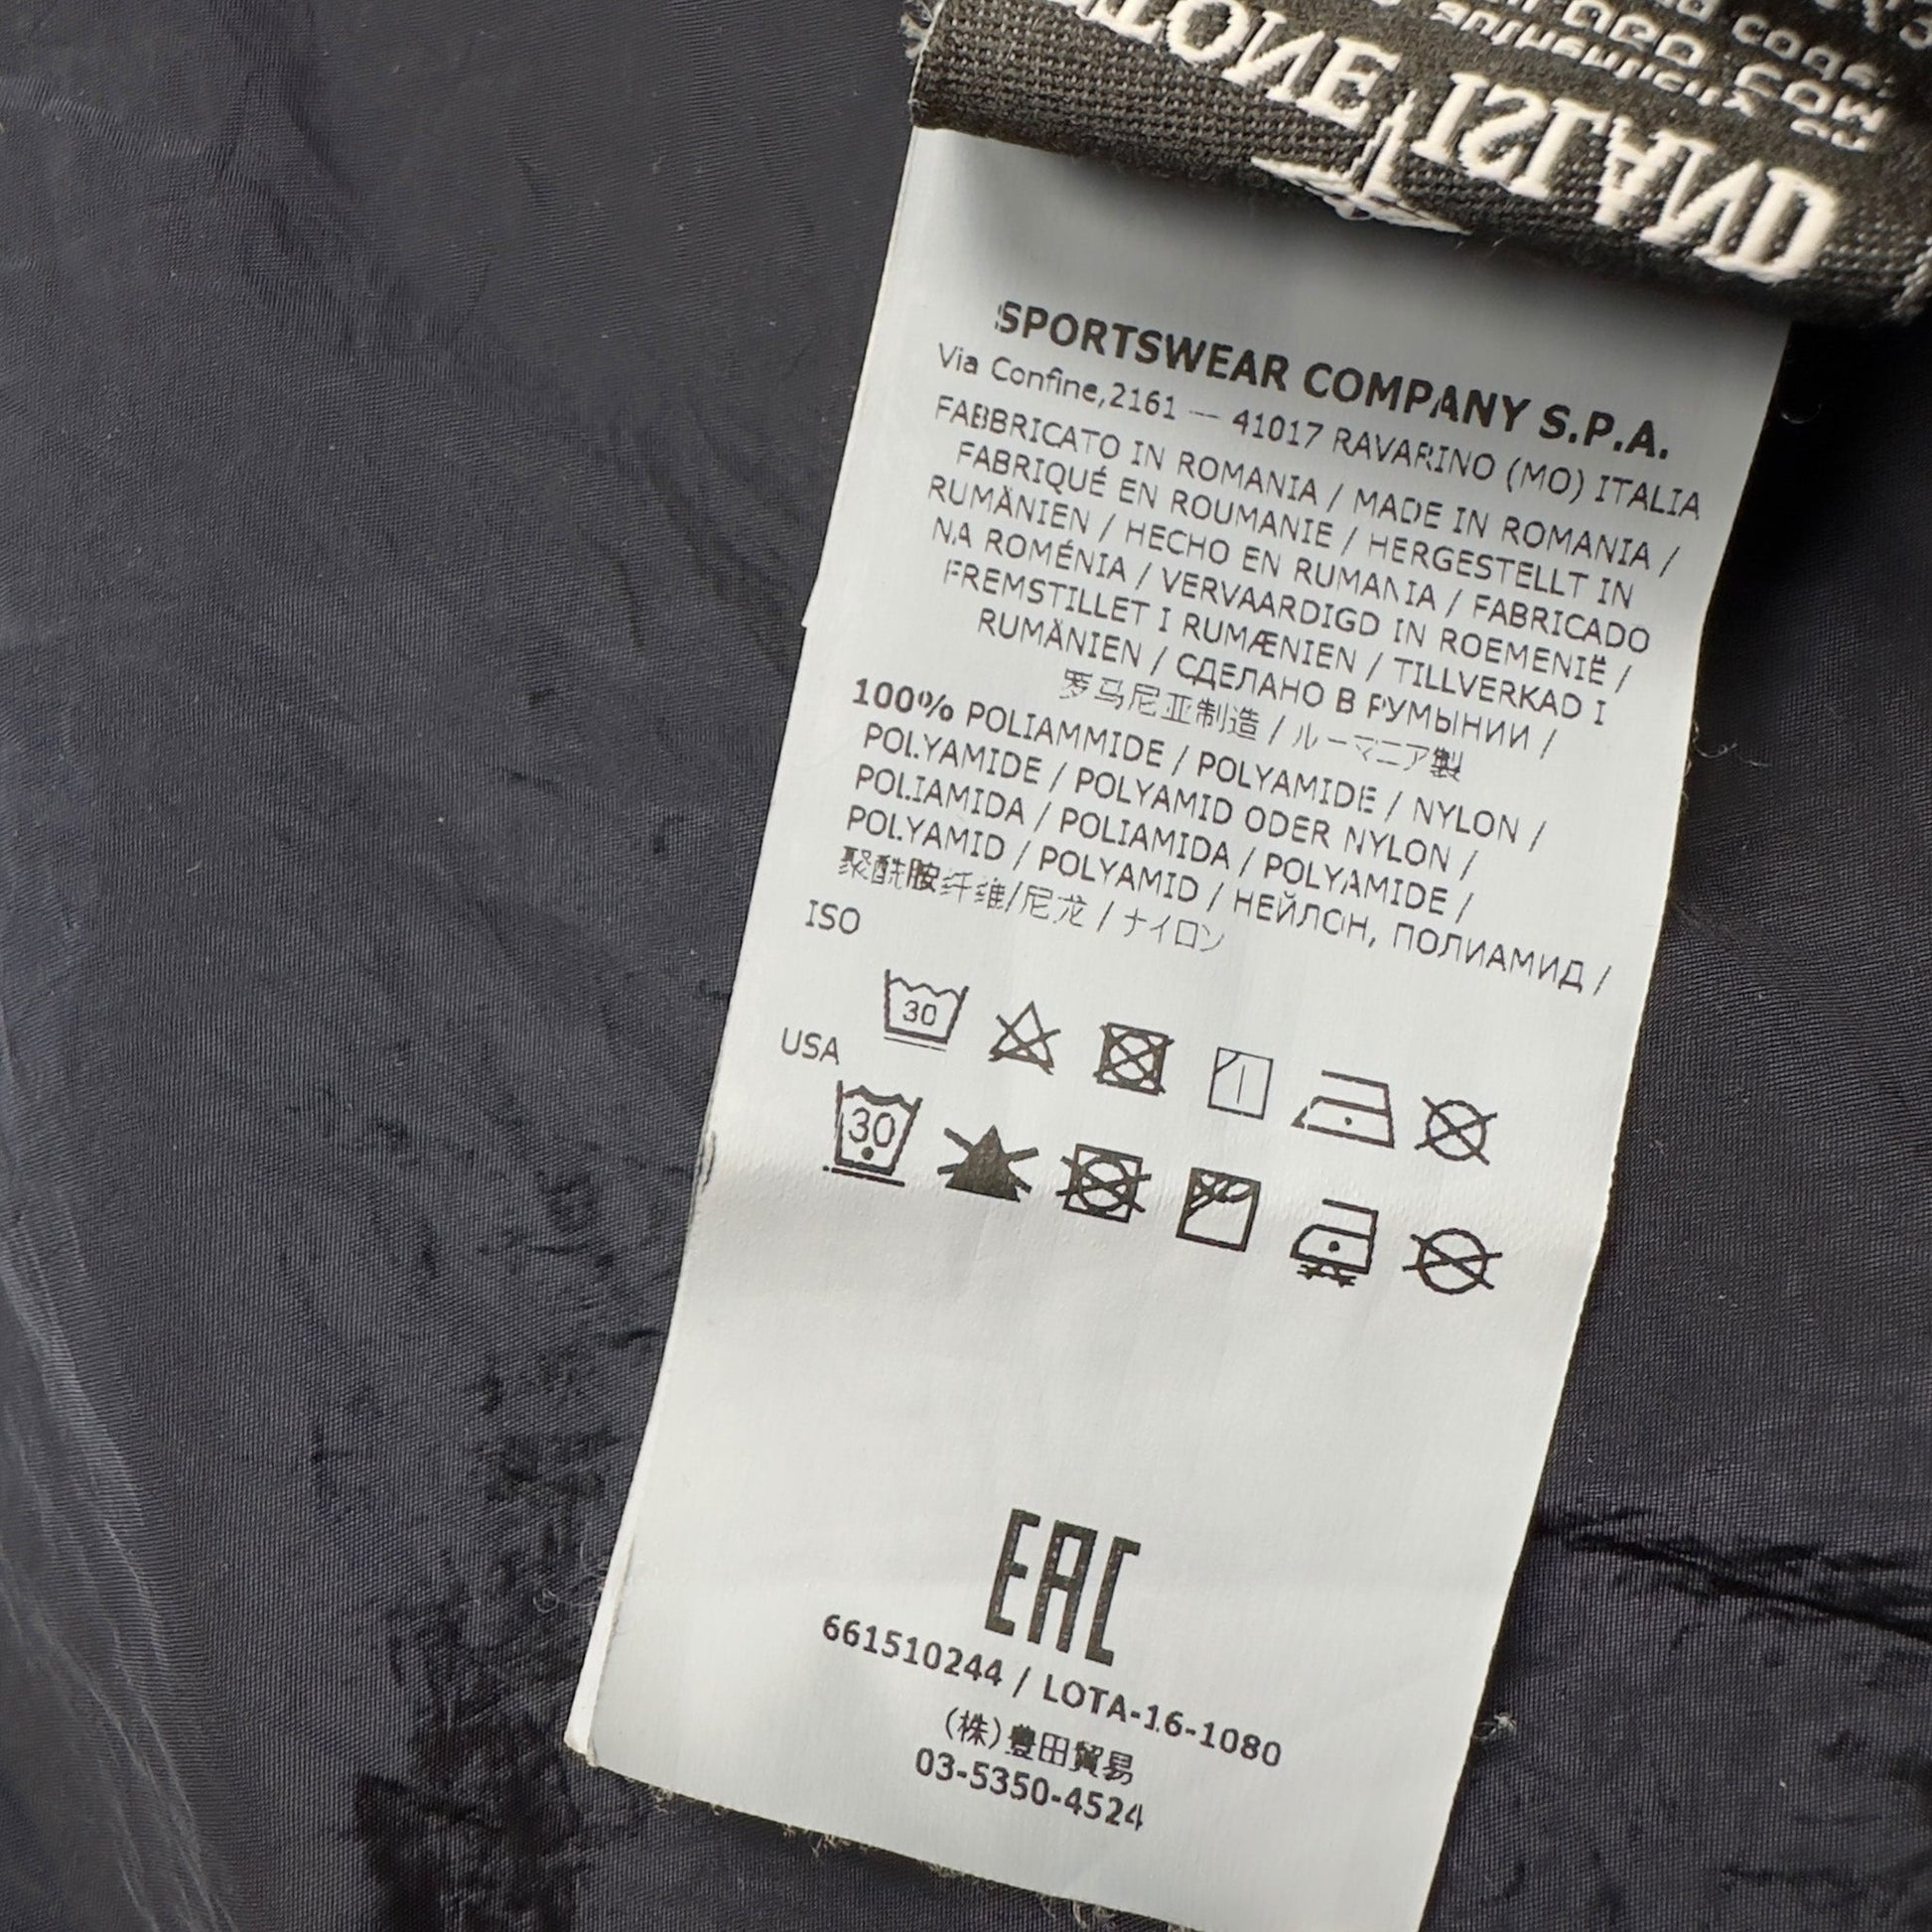 ISLAND
SPORTSWEAR COMPANY S.P.A.
Via Confine,2161 — 41017 RAVARINO (MO) ITALIA
FABBRICATO IN ROMANIA / MADE IN ROMANIA /
FABRIQUÉ EN ROUMANIE / HERGESTELLT IN
RUMÄNIEN / HECHO EN RUMANIA / FABRICADO
NA ROMÉNIA / VERVAARDIGD IN ROEMENIË /
FREMSTILLET I RUMÆNIEN / TILLVERKAD I
RUMÄNIEN / СДЕЛАНО В РУМЫНИИ /
罗马尼亚制造 / ルーマニア製
100% POLIAMMIDE / POLYAMIDE / NYLON /
POLYAMIDE / POLYAMID ODER NYLON /
POLIAMIDA / POLIAMIDA / POLYAMIDE /
POLYAMID / POLYAMID / НЕЙЛОН, ПОЛИАМИД /
聚酰胺纤维/尼龙 / ナイロン
ISO
30
USA
30
EAC
661510244 / LOTA-16-1080
(株)豊田貿易
03-5350-4524